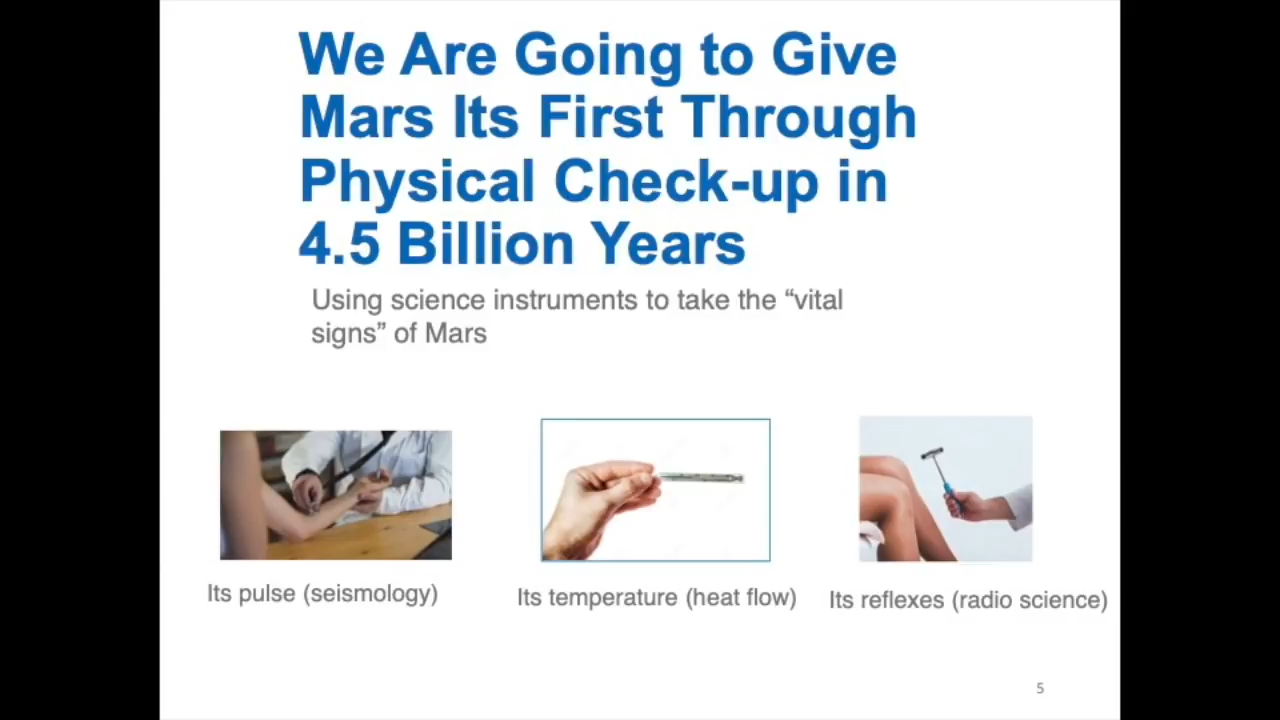 We Are Going to Give
Mars Its First Through
Physical Check-up in
4.5 Billion Years
Using science instruments to take the “vital
signs” of Mars
Its pulse (seismology)
Its temperature (heat flow)
Its reflexes (radio science)
5